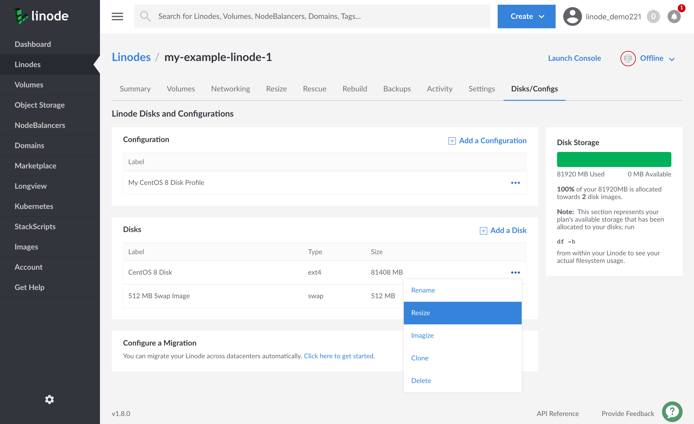 linode
Search for Linodes, Volumes, NodeBalancers, Domains, Tags...
Create
linode_demo221
0
1
Dashboard
Linodes
Volumes
Object Storage
NodeBalancers
Domains
Marketplace
Longview
Kubernetes
StackScripts
Images
Account
Get Help
Linodes / my-example-linode-1
Launch Console
Offline
Summary Volumes Networking Resize Rescue Rebuild Backups Activity Settings Disks/Configs
Linode Disks and Configurations
Configuration
Add a Configuration
Label
My CentOS 8 Disk Profile
Disks
Add a Disk
Label Type Size
CentOS 8 Disk ext4 81408 MB
512 MB Swap Image swap 512 MB
Rename
Resize
Imagize
Clone
Delete
Configure a Migration
You can migrate your Linode across datacenters automatically. Click here to get started.
Disk Storage
81920 MB Used 0 MB Available
100% of your 81920MB is allocated
towards 2 disk images.
Note: This section represents your
plan's available storage that has been
allocated to your disks; run
df -h
from within your Linode to see your
actual filesystem usage.
v1.8.0
API Reference
Provide Feedback